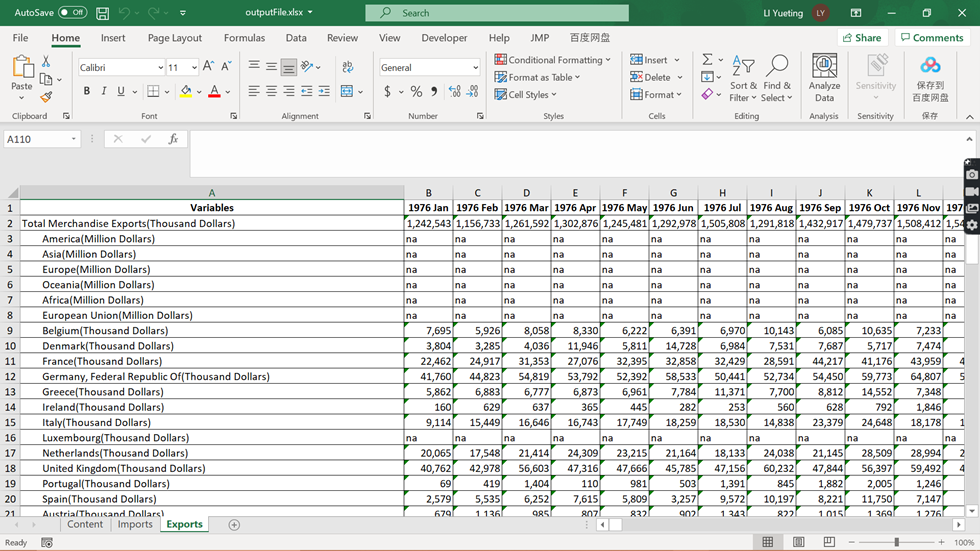 AutoSave Off outputFile.xlsx Search LI Yueting LY
File Home Insert Page Layout Formulas Data Review View Developer Help JMP 百度网盘 Share Comments
Paste Calibri 11 General Conditional Formatting Insert
B I U $ % Format as Table Delete Sort & Filter Find & Select Analyze Data Sensitivity 保存到百度网盘
Cell Styles Format
Clipboard Font Alignment Number Styles Cells Editing Analysis Sensitivity 保存
A110 fx
A B C D E F G H I J K L
1 Variables 1976 Jan 1976 Feb 1976 Mar 1976 Apr 1976 May 1976 Jun 1976 Jul 1976 Aug 1976 Sep 1976 Oct 1976 Nov 197
2 Total Merchandise Exports(Thousand Dollars) 1,242,543 1,156,733 1,261,592 1,302,876 1,245,481 1,292,978 1,505,808 1,291,818 1,432,917 1,479,737 1,508,412 1,54
3 America(Million Dollars) na na na na na na na na na na na na
4 Asia(Million Dollars) na na na na na na na na na na na na
5 Europe(Million Dollars) na na na na na na na na na na na na
6 Oceania(Million Dollars) na na na na na na na na na na na na
7 Africa(Million Dollars) na na na na na na na na na na na na
8 European Union(Million Dollars) na na na na na na na na na na na na
9 Belgium(Thousand Dollars) 7,695 5,926 8,058 8,330 6,222 6,391 6,970 10,143 6,085 10,635 7,233
10 Denmark(Thousand Dollars) 3,804 3,285 4,036 11,946 5,811 14,728 6,984 7,531 7,687 5,717 7,474
11 France(Thousand Dollars) 22,462 24,917 31,353 27,076 32,395 32,858 32,429 28,591 44,217 41,176 43,959 4
12 Germany, Federal Republic Of(Thousand Dollars) 41,760 44,823 54,819 53,792 52,392 58,533 50,441 52,734 54,450 59,773 64,807 5
13 Greece(Thousand Dollars) 5,862 6,883 6,777 6,873 6,961 7,784 11,371 7,700 8,812 14,552 7,348
14 Ireland(Thousand Dollars) 160 629 637 365 445 282 253 560 628 792 1,846
15 Italy(Thousand Dollars) 9,114 15,449 16,646 16,743 17,749 18,259 18,530 14,838 23,379 24,648 18,178 1
16 Luxembourg(Thousand Dollars) na na na na na na na na na na na na
17 Netherlands(Thousand Dollars) 20,065 17,548 21,414 24,309 23,215 21,164 18,133 24,038 21,145 28,509 28,994 2
18 United Kingdom(Thousand Dollars) 40,762 42,978 56,603 47,316 47,666 45,785 47,156 60,232 47,844 56,397 59,492 4
19 Portugal(Thousand Dollars) 69 419 1,404 110 981 503 1,391 845 1,882 2,005 1,246
20 Spain(Thousand Dollars) 2,579 5,535 6,252 7,615 5,809 3,257 9,572 10,197 8,221 11,750 7,147
21 Austria(Thousand Dollars) 679 1,136 985 807 832 902 1,343 822 1,015 1,369 1,276
Content Imports Exports
Ready 100%